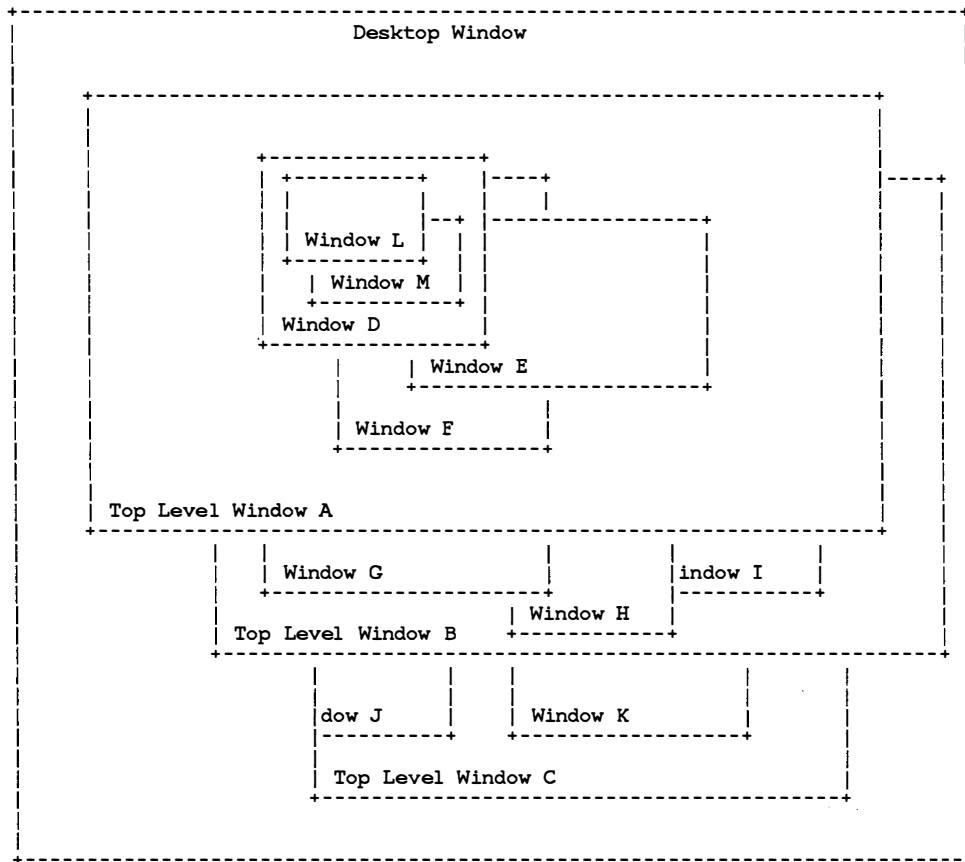 Desktop Window
Window L
Window M
Window D
Window E
Window F
Top Level Window A
Window G
indow I
Window H
Top Level Window B
dow J
Window K
Top Level Window C